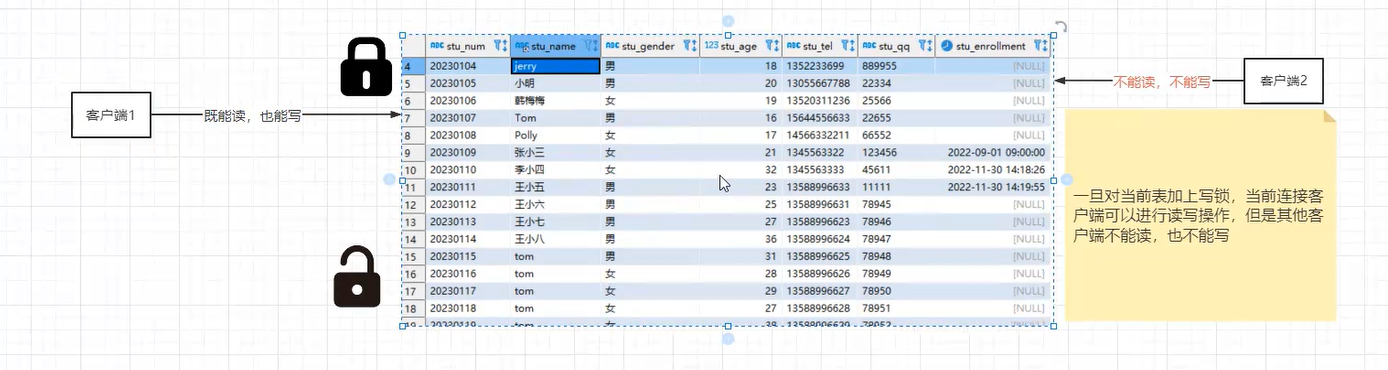 ABC stu_num ABC stu_name ABC stu_gender 123 stu_age ABC stu_tel ABC stu_qq stu_enrollment
4 20230104 jerry 男 18 1352233699 889955 [NULL]
5 20230105 小明 男 20 13055667788 22334 [NULL]
6 20230106 韩梅梅 女 19 13520311236 25566 [NULL]
7 20230107 Tom 男 16 15644556633 22655 [NULL]
8 20230108 Polly 女 17 14566332211 66552 [NULL]
9 20230109 张小三 女 21 1345563322 123456 2022-09-01 09:00:00
10 20230110 李小四 女 32 1345563333 45611 2022-11-30 14:18:26
11 20230111 王小五 男 23 13588996633 11111 2022-11-30 14:19:55
12 20230112 王小六 男 25 13588996631 78945 [NULL]
13 20230113 王小七 男 27 13588996623 78946 [NULL]
14 20230114 王小八 男 36 13588996624 78947 [NULL]
15 20230115 tom 男 31 13588996625 78948 [NULL]
16 20230116 tom 女 28 13588996626 78949 [NULL]
17 20230117 tom 女 29 13588996627 78950 [NULL]
18 20230118 tom 女 27 13588996628 78951 [NULL]
19 20230119 tom 女 38 13588996629 78952 [NULL]
客户端1
既能读，也能写
不能读，不能写
客户端2
一旦对当前表加上写锁，当前连接客
户端可以进行读写操作，但是其他客
户端不能读，也不能写